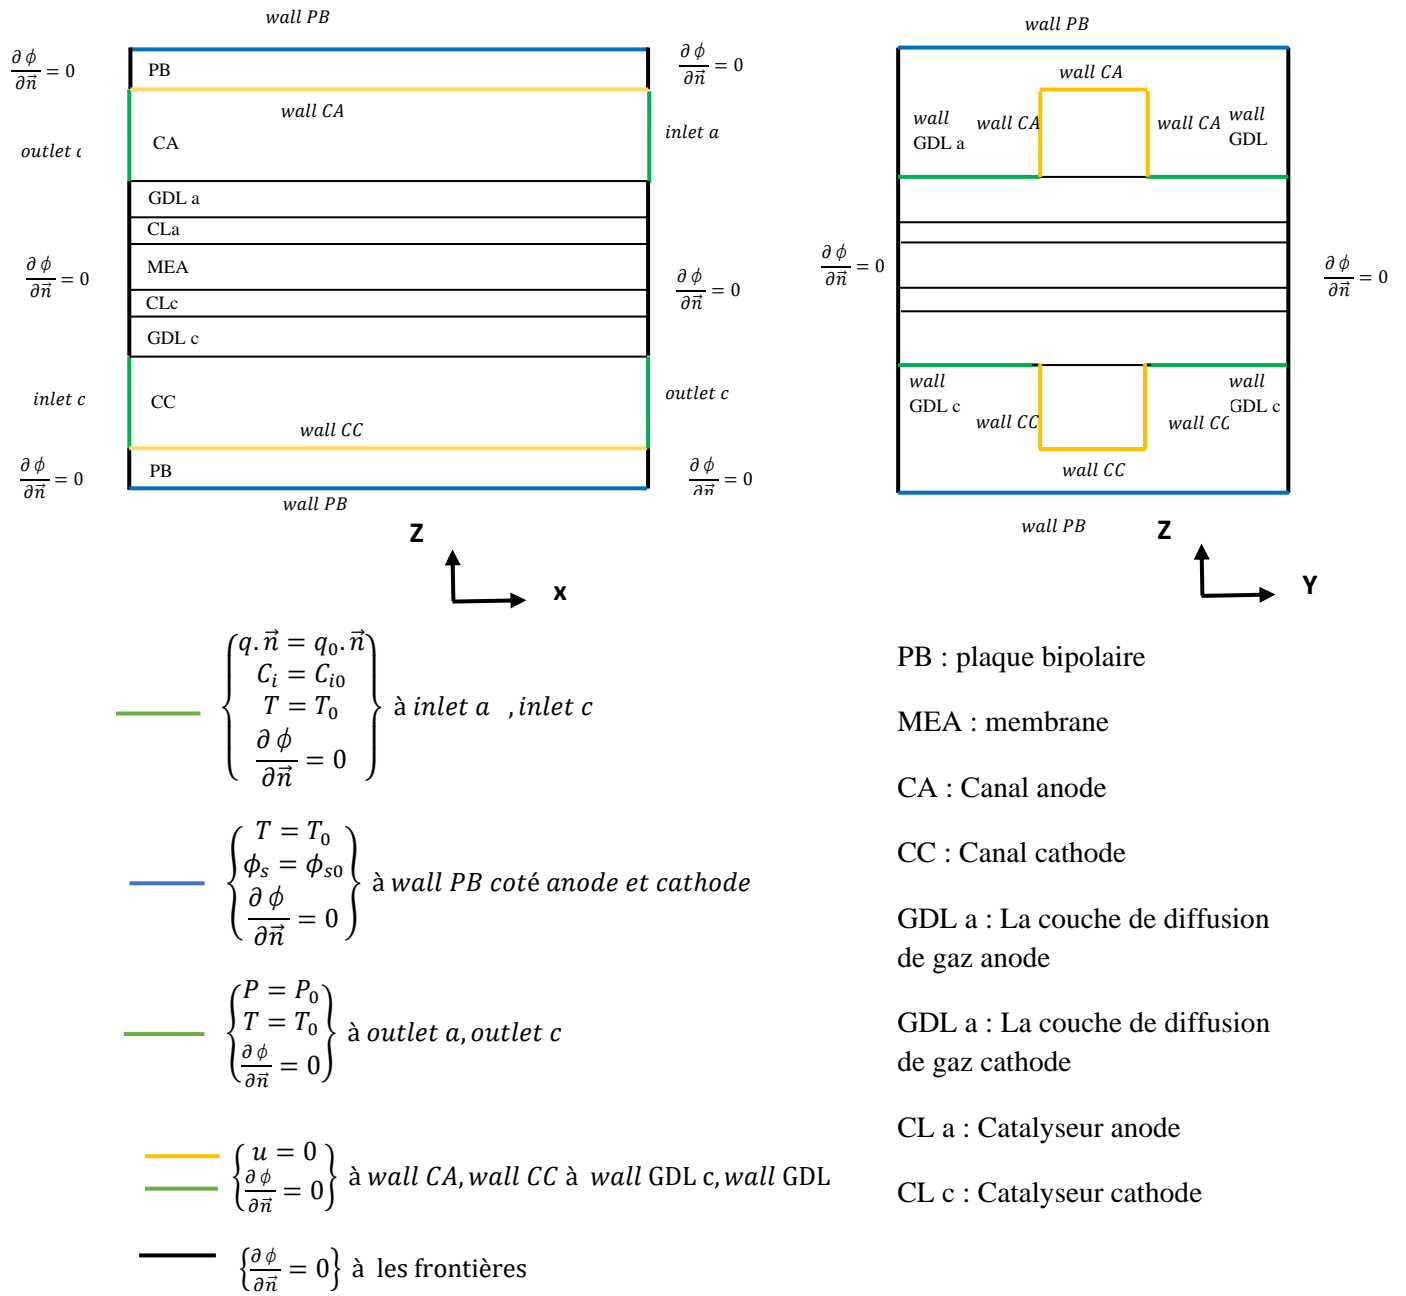 wall PB
∂ϕ/∂n⃗ = 0
PB
∂ϕ/∂n⃗ = 0
wall CA
outlet
CA
inlet a
GDL a
CLa
∂ϕ/∂n⃗ = 0
MEA
∂ϕ/∂n⃗ = 0
CLc
GDL c
inlet c
CC
outlet c
wall CC
∂ϕ/∂n⃗ = 0
PB
∂ϕ/∂n⃗ = 0
wall PB
Z
x
wall PB
wall CA
wall
GDL a
wall CA
wall CA
wall
GDL
∂ϕ/∂n⃗ = 0
∂ϕ/∂n⃗ = 0
wall
GDL c
wall CC
wall CC
wall
GDL c
wall CC
wall PB
Z
Y
{q.n⃗ = q₀.n⃗
C_i = C_i0
T = T₀
∂ϕ/∂n⃗ = 0} à inlet a , inlet c
{T = T₀
ϕ_s = ϕ_s0
∂ϕ/∂n⃗ = 0} à wall PB coté anode et cathode
{P = P₀
T = T₀
∂ϕ/∂n⃗ = 0} à outlet a, outlet c
{u = 0
∂ϕ/∂n⃗ = 0} à wall CA, wall CC à wall GDL c, wall GDL
{∂ϕ/∂n⃗ = 0} à les frontières
PB : plaque bipolaire
MEA : membrane
CA : Canal anode
CC : Canal cathode
GDL a : La couche de diffusion
de gaz anode
GDL a : La couche de diffusion
de gaz cathode
CL a : Catalyseur anode
CL c : Catalyseur cathode